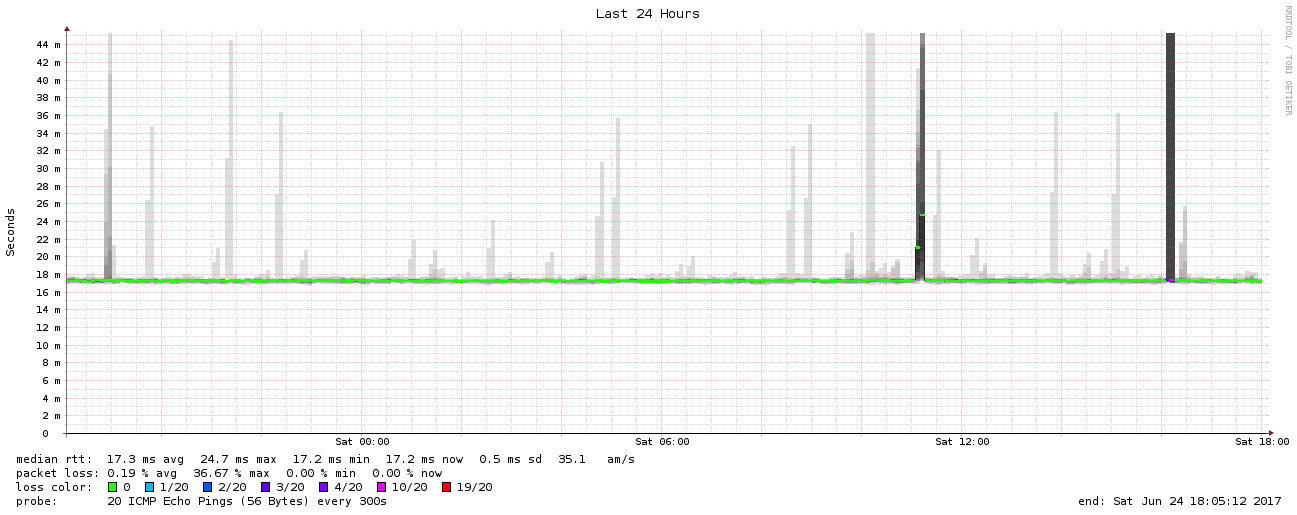 Last 24 Hours
RRDTOOL / TOBI OETIKER
Seconds
44 m
42 m
40 m
38 m
36 m
34 m
32 m
30 m
28 m
26 m
24 m
22 m
20 m
18 m
16 m
14 m
12 m
10 m
8 m
6 m
4 m
2 m
0
Sat 00:00 Sat 06:00 Sat 12:00 Sat 18:00
median rtt: 17.3 ms avg 24.7 ms max 17.2 ms min 17.2 ms now 0.5 ms sd 35.1 am/s
packet loss: 0.19 % avg 36.67 % max 0.00 % min 0.00 % now
loss color: 0 1/20 2/20 3/20 4/20 10/20 19/20
probe: 20 ICMP Echo Pings (56 Bytes) every 300s end: Sat Jun 24 18:05:12 2017